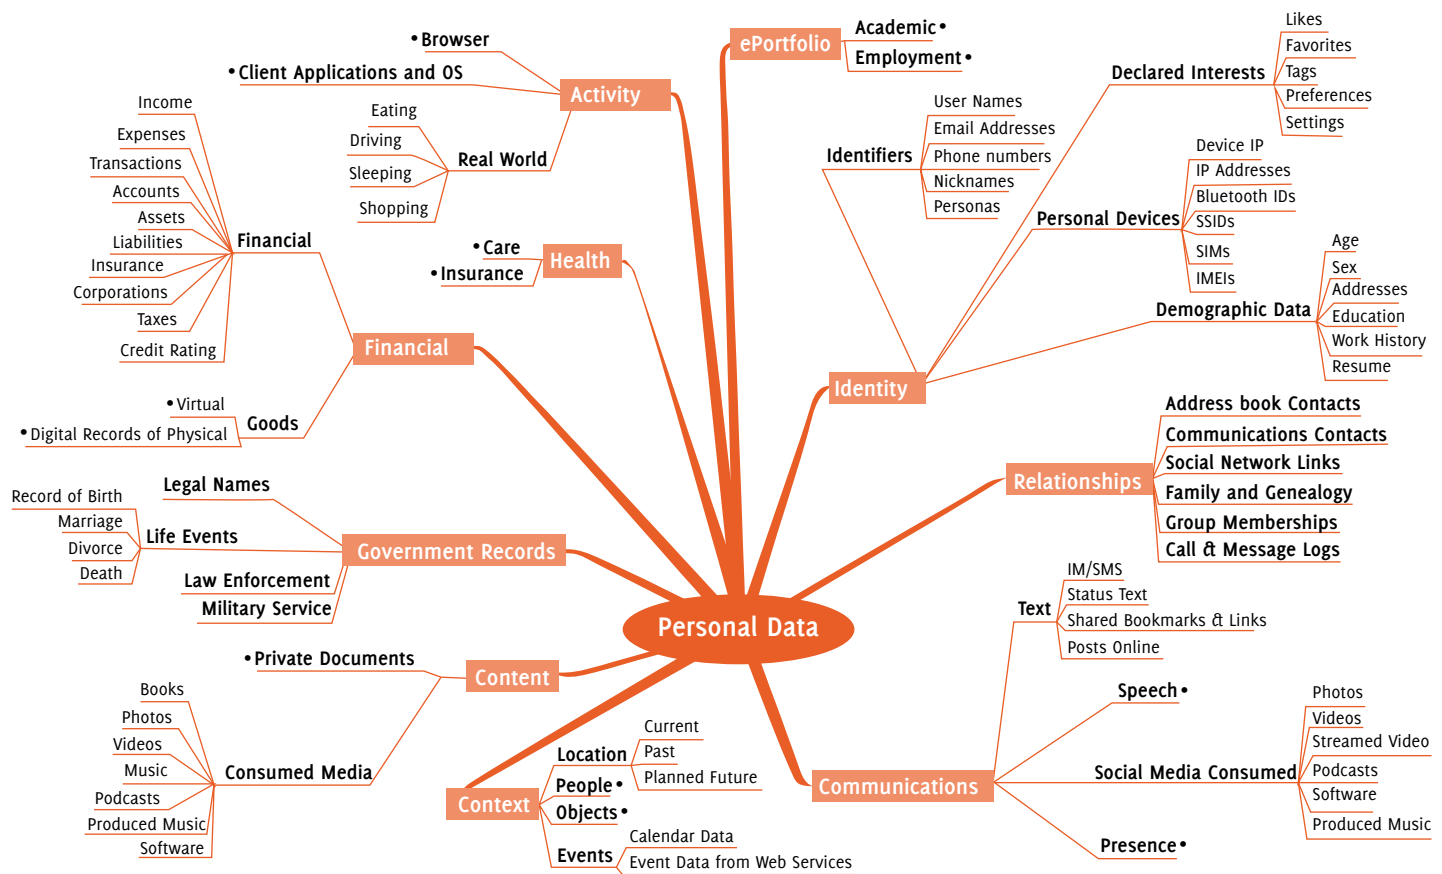 Personal Data
ePortfolio
Academic •
Employment •
Activity
• Browser
• Client Applications and OS
Real World
Eating
Driving
Sleeping
Shopping
Health
• Care
• Insurance
Financial
Financial
Income
Expenses
Transactions
Accounts
Assets
Liabilities
Insurance
Corporations
Taxes
Credit Rating
Goods
• Virtual
• Digital Records of Physical
Government Records
Legal Names
Life Events
Record of Birth
Marriage
Divorce
Death
Law Enforcement
Military Service
Content
• Private Documents
Consumed Media
Books
Photos
Videos
Music
Podcasts
Produced Music
Software
Context
Location
Current
Past
Planned Future
People •
Objects •
Events
Calendar Data
Event Data from Web Services
Identity
Identifiers
User Names
Email Addresses
Phone numbers
Nicknames
Personas
Declared Interests
Likes
Favorites
Tags
Preferences
Settings
Personal Devices
Device IP
IP Addresses
Bluetooth IDs
SSIDs
SIMs
IMEIs
Demographic Data
Age
Sex
Addresses
Education
Work History
Resume
Relationships
Address book Contacts
Communications Contacts
Social Network Links
Family and Genealogy
Group Memberships
Call & Message Logs
Communications
Text
IM/SMS
Status Text
Shared Bookmarks & Links
Posts Online
Speech •
Social Media Consumed
Photos
Videos
Streamed Video
Podcasts
Software
Produced Music
Presence •